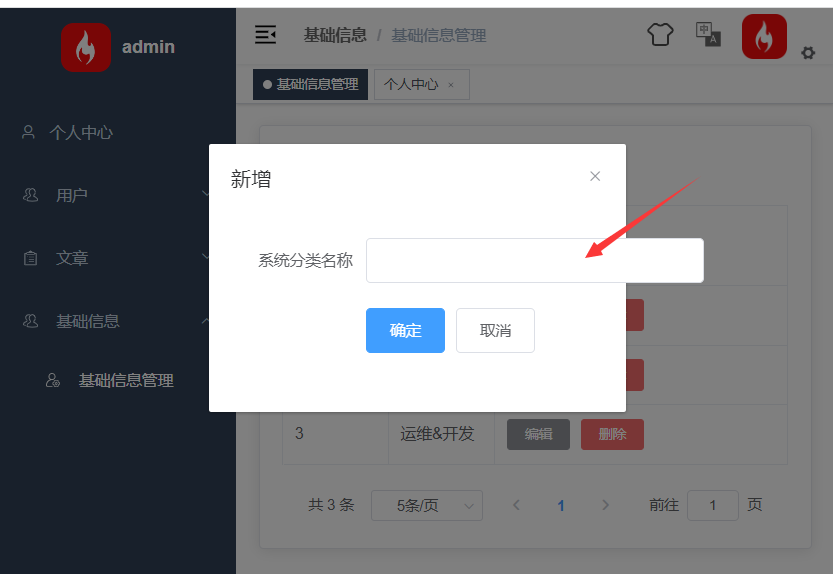 admin
基础信息 / 基础信息管理
中
A
基础信息管理
个人中心 ×
个人中心
用户
文章
基础信息
基础信息管理
新增
系统分类名称
确定 取消
3 运维&开发 编辑 删除
共 3 条 5条/页 1 前往 1 页